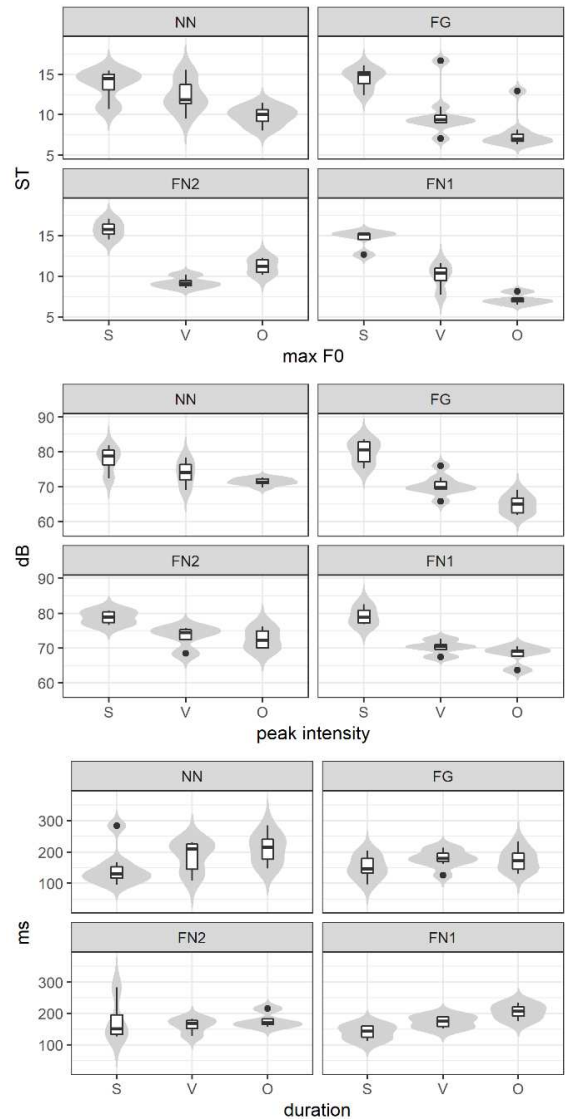 NN FG
15
10
5
ST
FN2 FN1
15
10
5
S V O S V O
max F0
NN FG
90
80
70
60
dB
FN2 FN1
90
80
70
60
S V O S V O
peak intensity
NN FG
300
200
100
ms
FN2 FN1
300
200
100
S V O S V O
duration